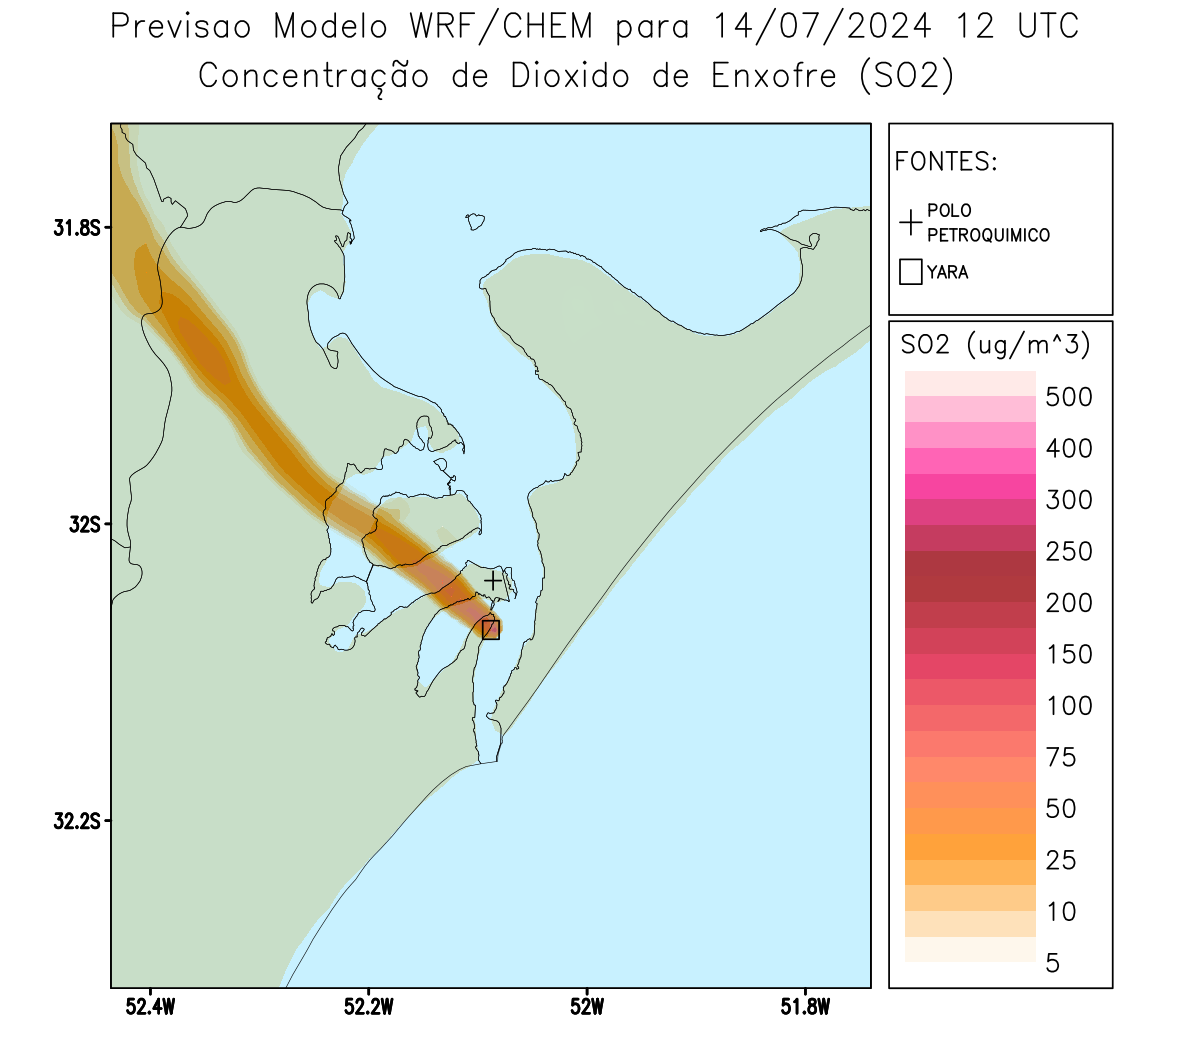 Previsao Modelo WRF/CHEM para 14/07/2024 12 UTC
Concentração de Dioxido de Enxofre (SO2)
FONTES:
POLO
PETROQUIMICO
YARA
31.8S
32S
32.2S
52.4W
52.2W
52W
51.8W
SO2 (ug/m^3)
500
400
300
250
200
150
100
75
50
25
10
5